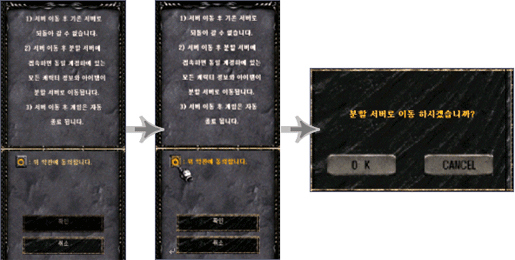 1) 서버 이동 후 기존 서버로
되돌아 갈 수 없습니다.
2) 서버 이동 후 분할 서버에
접속하면 동일 계정하에 있는
모든 케릭터 정보와 아이템이
분할 서버로 이동됩니다.
3) 서버 이동 후 게임은 자동
종료 됩니다.
: 위 약관에 동의합니다.
확인
취소
1) 서버 이동 후 기존 서버로
되돌아 갈 수 없습니다.
2) 서버 이동 후 분할 서버에
접속하면 동일 계정하에 있는
모든 케릭터 정보와 아이템이
분할 서버로 이동됩니다.
3) 서버 이동 후 게임은 자동
종료 됩니다.
: 위 약관에 동의합니다.
확인
취소
분할 서버로 이동 하시겠습니까?
OK
CANCEL